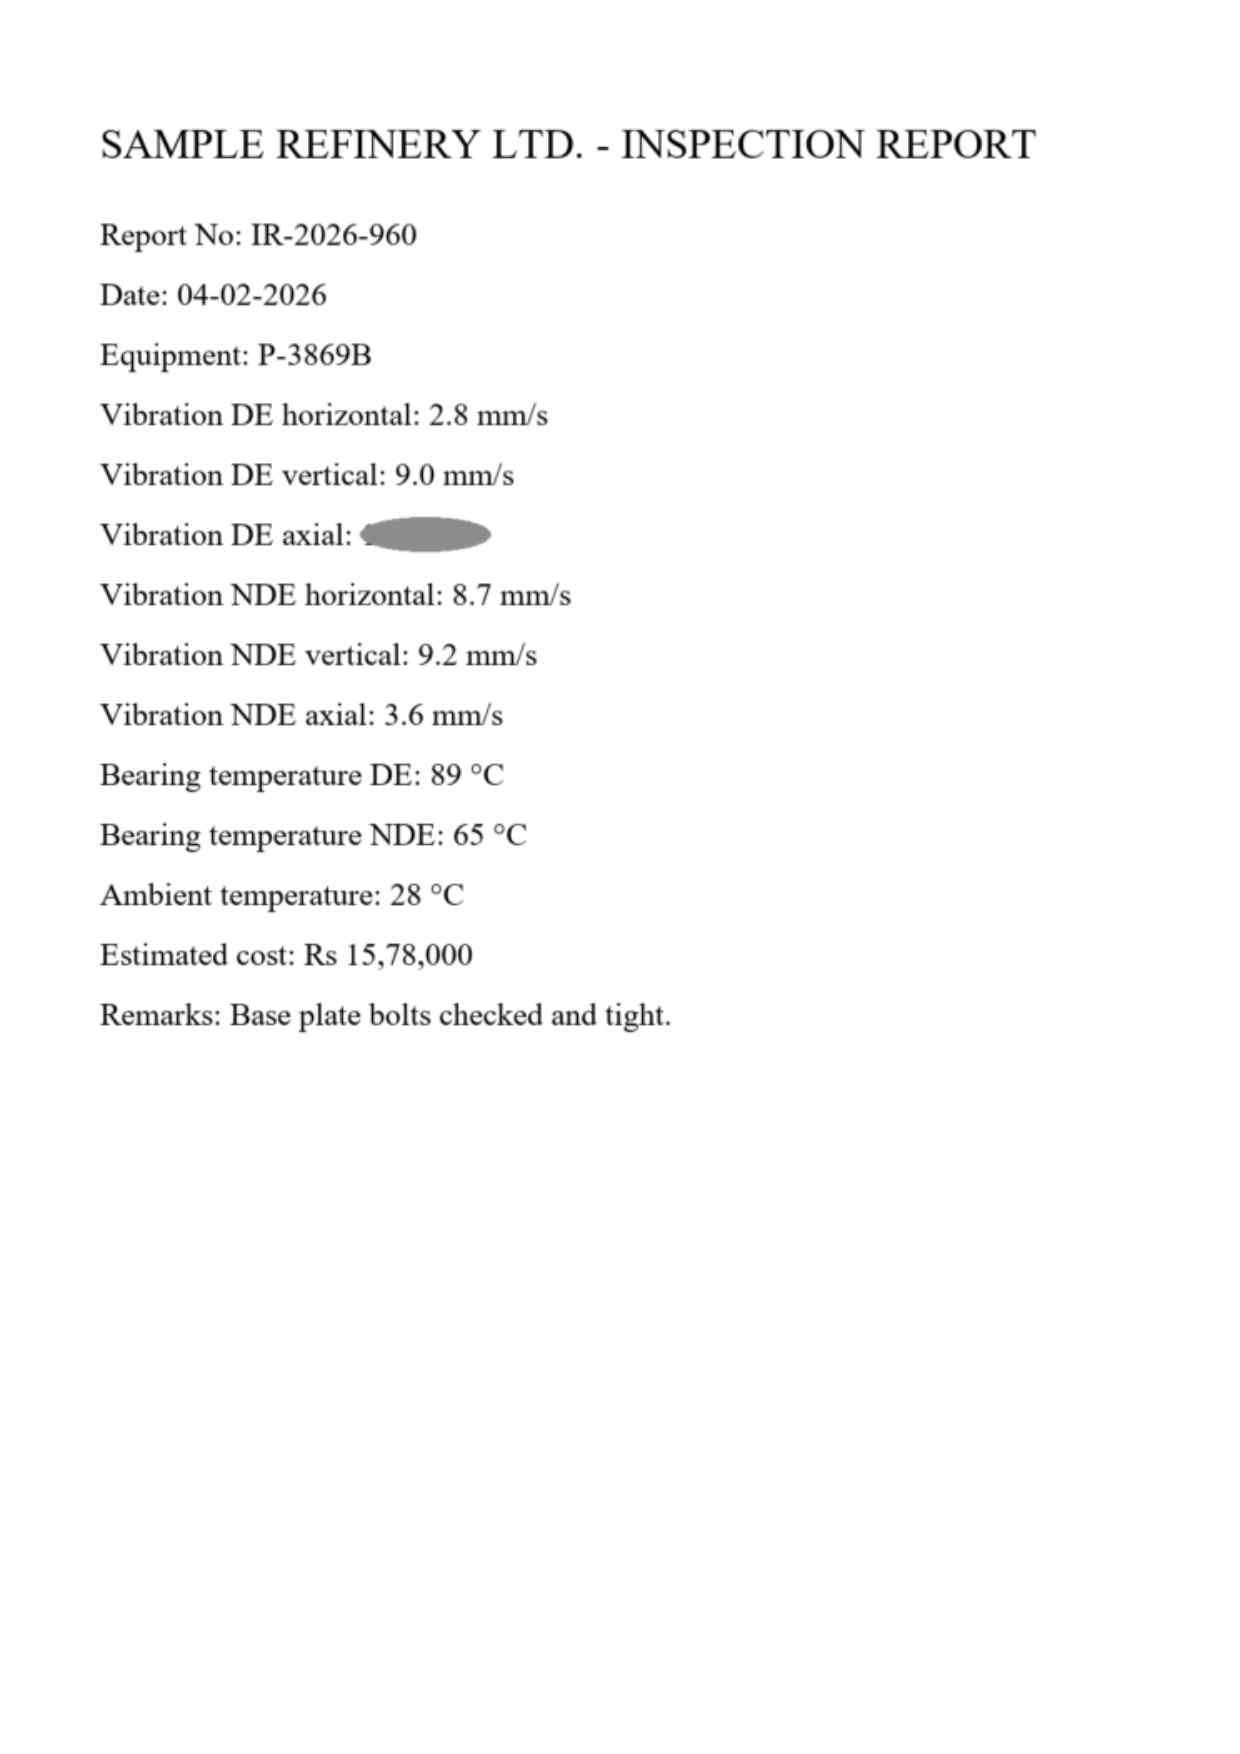 SAMPLE REFINERY LTD. - INSPECTION REPORT
Report No: IR-2026-960
Date: 04-02-2026
Equipment: P-3869B
Vibration DE horizontal: 2.8 mm/s
Vibration DE vertical: 9.0 mm/s
Vibration DE axial:
Vibration NDE horizontal: 8.7 mm/s
Vibration NDE vertical: 9.2 mm/s
Vibration NDE axial: 3.6 mm/s
Bearing temperature DE: 89 °C
Bearing temperature NDE: 65 °C
Ambient temperature: 28 °C
Estimated cost: Rs 15,78,000
Remarks: Base plate bolts checked and tight.